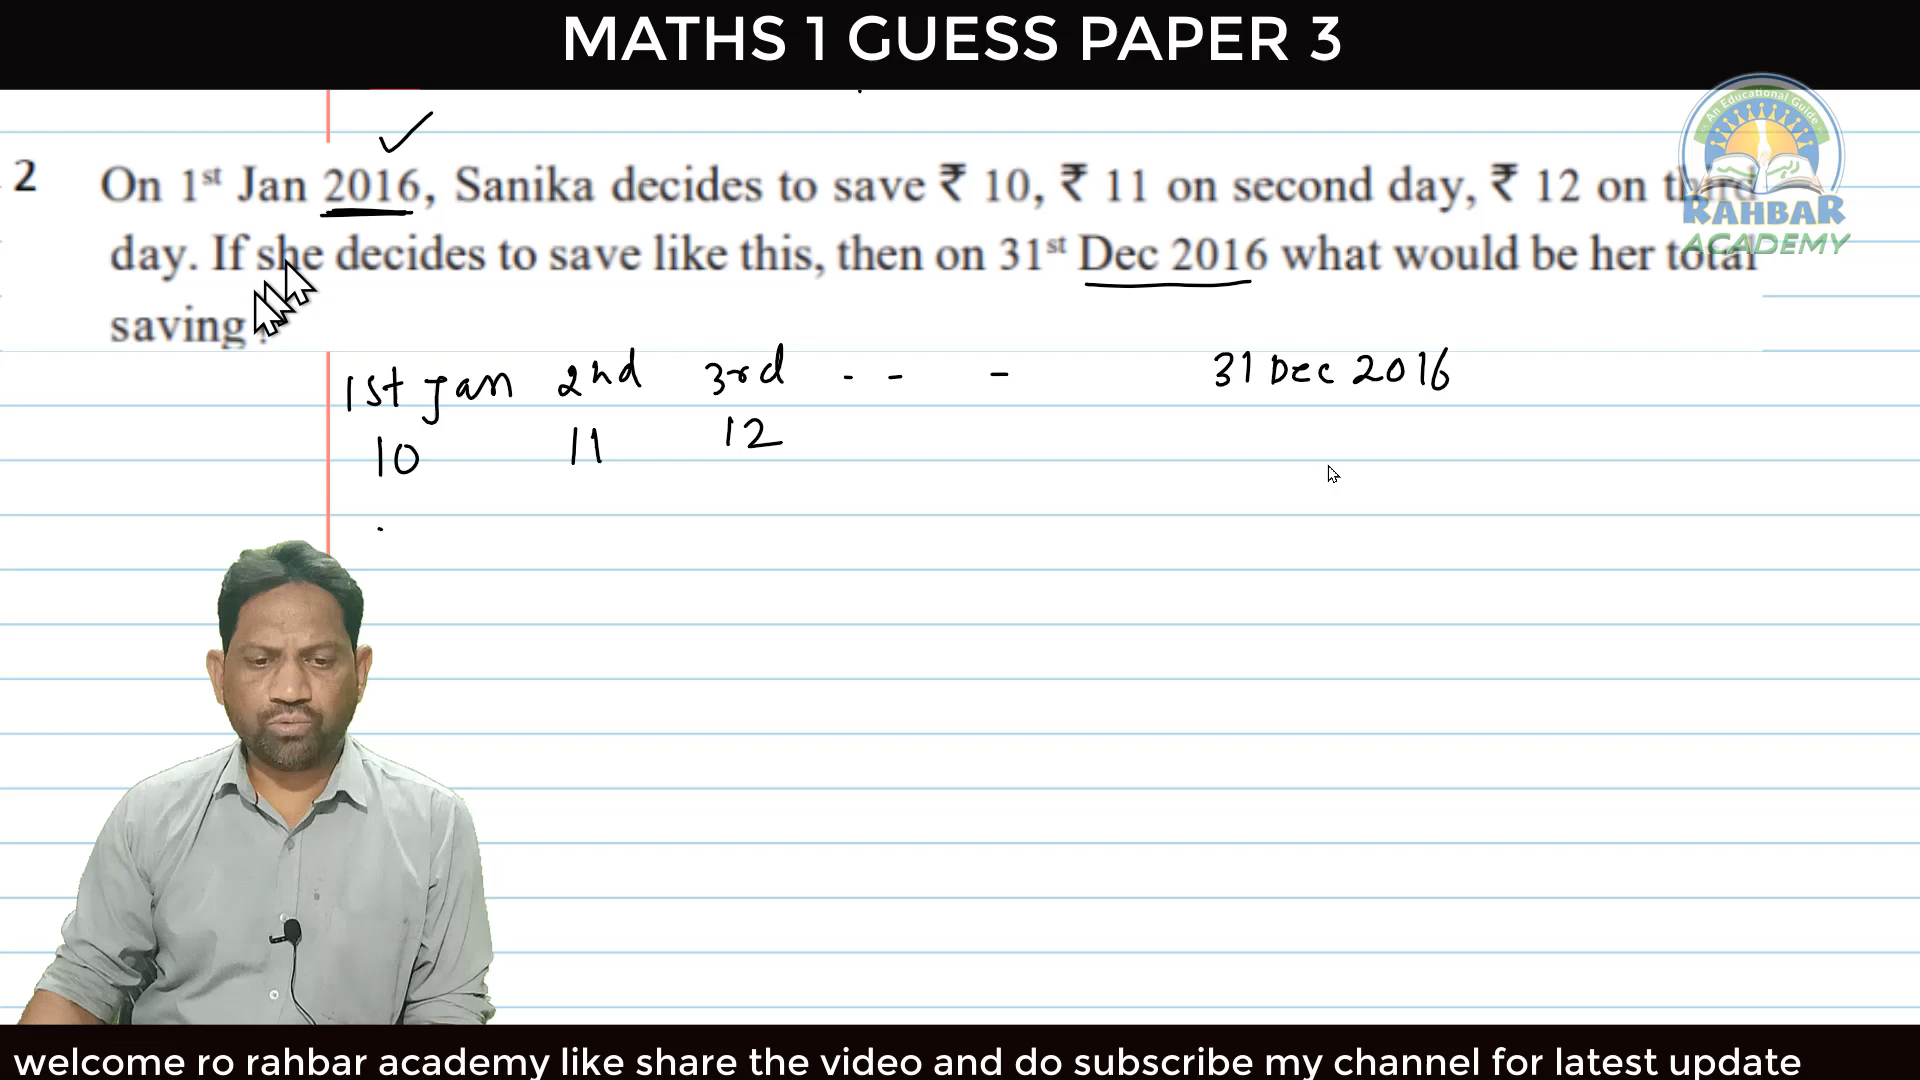 MATHS 1 GUESS PAPER 3
An Educational Guide
RAHBAR
ACADEMY
2 On 1st Jan 2016, Sanika decides to save ₹ 10, ₹ 11 on second day, ₹ 12 on third
day. If she decides to save like this, then on 31st Dec 2016 what would be her total
saving ?
1st Jan 2nd 3rd - - - 31 Dec 2016
10 11 12
welcome ro rahbar academy like share the video and do subscribe my channel for latest update